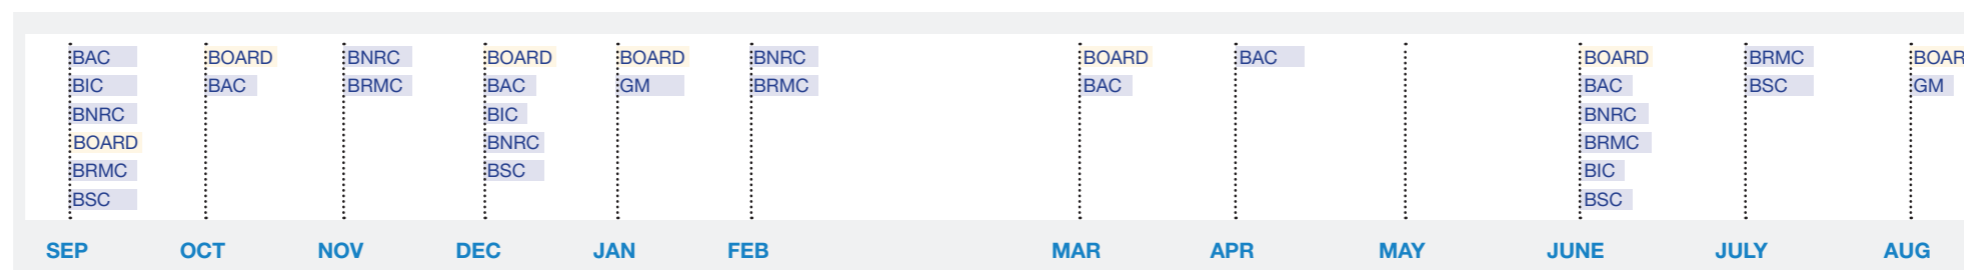 BAC BOARD BNRC BOARD BOARD BNRC BOARD BAC BOARD BRMC BOAR
BIC BAC BRMC BAC GM BRMC BAC BAC BSC GM
BNRC BIC BNRC
BOARD BNRC BRMC
BRMC BSC BIC
BSC BSC
SEP OCT NOV DEC JAN FEB MAR APR MAY JUNE JULY AUG